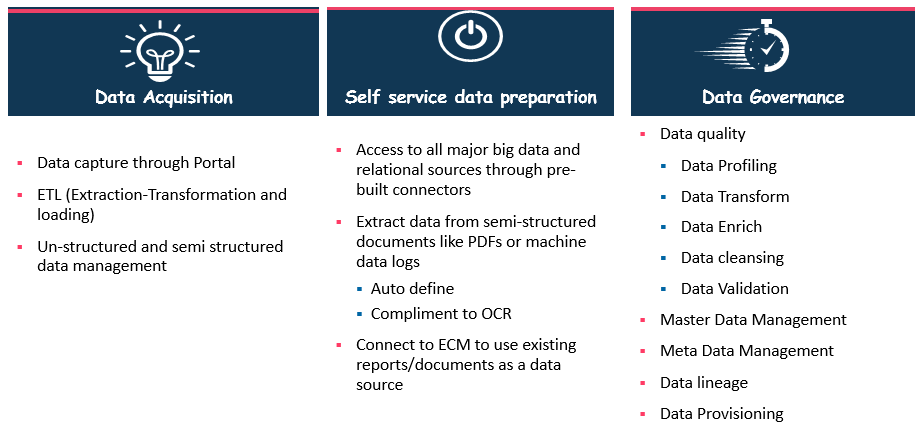 Data Acquisition
Data capture through Portal
ETL (Extraction-Transformation and
loading)
Un-structured and semi structured
data management
Self service data preparation
Access to all major big data and
relational sources through pre-
built connectors
Extract data from semi-structured
documents like PDFs or machine
data logs
Auto define
Compliment to OCR
Connect to ECM to use existing
reports/documents as a data
source
Data Governance
Data quality
Data Profiling
Data Transform
Data Enrich
Data cleansing
Data Validation
Master Data Management
Meta Data Management
Data lineage
Data Provisioning